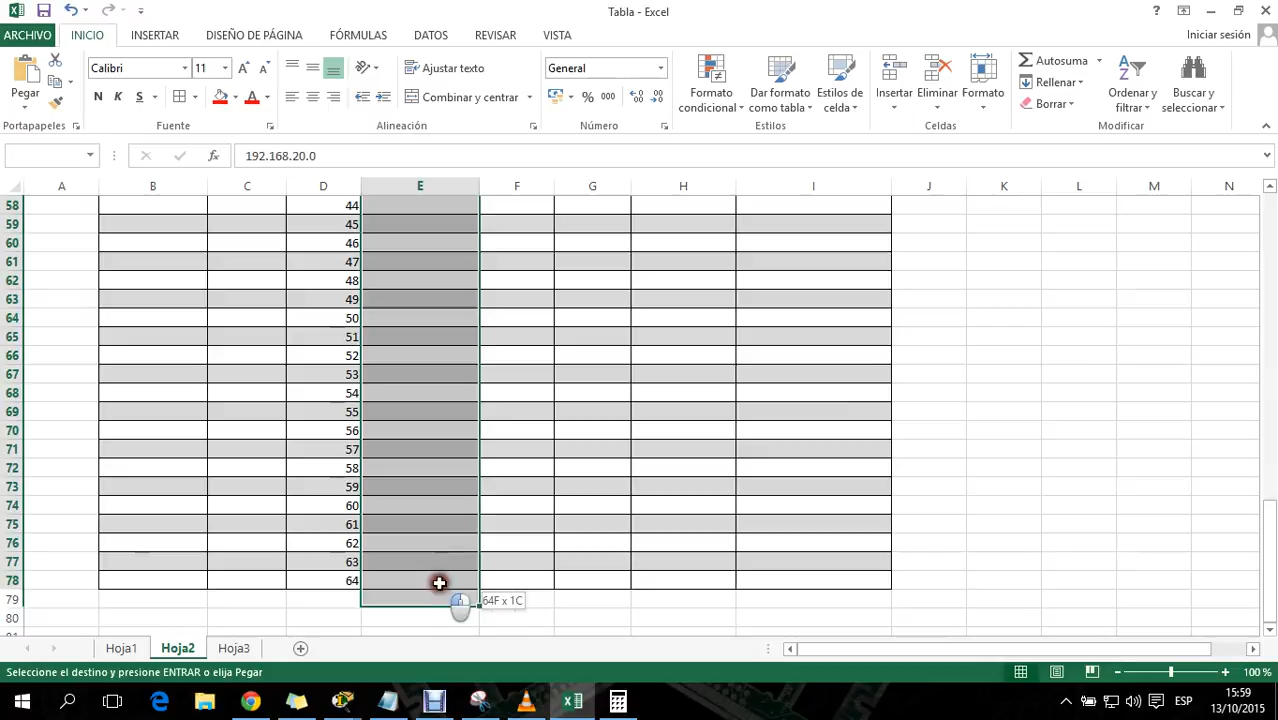 Tabla - Excel
ARCHIVO INICIO INSERTAR DISEÑO DE PÁGINA FÓRMULAS DATOS REVISAR VISTA Iniciar sesión
Pegar
Calibri 11
N K S
Ajustar texto
Combinar y centrar
General
% 000
Formato condicional
Dar formato como tabla
Estilos de celda
Insertar
Eliminar
Formato
Autosuma
Rellenar
Borrar
Ordenar y filtrar
Buscar y seleccionar
Portapapeles Fuente Alineación Número Estilos Celdas Modificar
fx 192.168.20.0
A B C D E F G H I J K L M N
58 44
59 45
60 46
61 47
62 48
63 49
64 50
65 51
66 52
67 53
68 54
69 55
70 56
71 57
72 58
73 59
74 60
75 61
76 62
77 63
78 64
79 64F x 1C
80
81
Hoja1 Hoja2 Hoja3
Seleccione el destino y presione ENTRAR o elija Pegar 100 %
ESP
15:59
13/10/2015